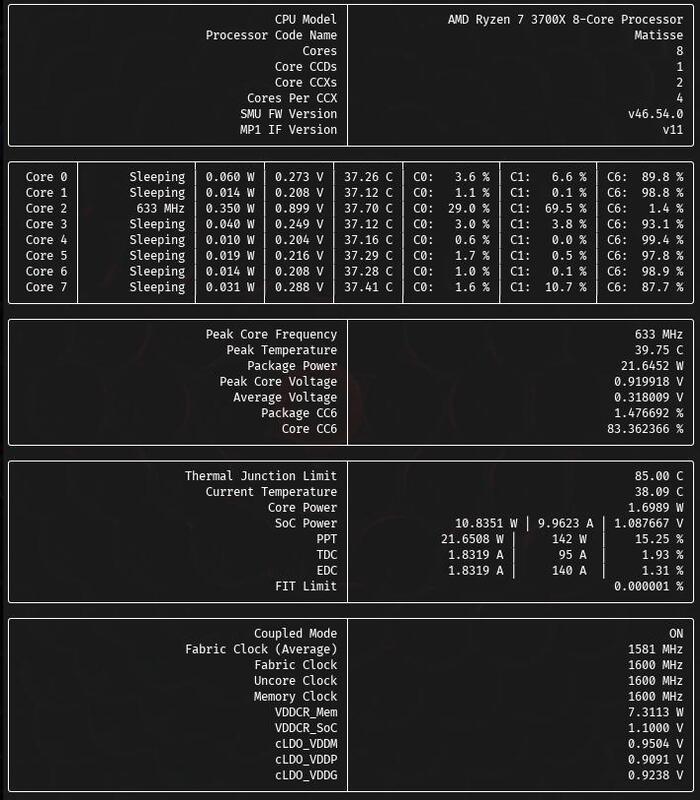 CPU Model AMD Ryzen 7 3700X 8-Core Processor
Processor Code Name Matisse
Cores 8
Core CCDs 1
Core CCXs 2
Cores Per CCX 4
SMU FW Version v46.54.0
MP1 IF Version v11
Core 0 Sleeping 0.060 W 0.273 V 37.26 C C0: 3.6 % C1: 6.6 % C6: 89.8 %
Core 1 Sleeping 0.014 W 0.208 V 37.12 C C0: 1.1 % C1: 0.1 % C6: 98.8 %
Core 2 633 MHz 0.350 W 0.899 V 37.70 C C0: 29.0 % C1: 69.5 % C6: 1.4 %
Core 3 Sleeping 0.040 W 0.249 V 37.12 C C0: 3.0 % C1: 3.8 % C6: 93.1 %
Core 4 Sleeping 0.010 W 0.204 V 37.16 C C0: 0.6 % C1: 0.0 % C6: 99.4 %
Core 5 Sleeping 0.019 W 0.216 V 37.29 C C0: 1.7 % C1: 0.5 % C6: 97.8 %
Core 6 Sleeping 0.014 W 0.208 V 37.28 C C0: 1.0 % C1: 0.1 % C6: 98.9 %
Core 7 Sleeping 0.031 W 0.288 V 37.41 C C0: 1.6 % C1: 10.7 % C6: 87.7 %
Peak Core Frequency 633 MHz
Peak Temperature 39.75 C
Package Power 21.6452 W
Peak Core Voltage 0.919918 V
Average Voltage 0.318009 V
Package CC6 1.476692 %
Core CC6 83.362366 %
Thermal Junction Limit 85.00 C
Current Temperature 38.09 C
Core Power 1.6989 W
SoC Power 10.8351 W | 9.9623 A | 1.087667 V
PPT 21.6508 W | 142 W | 15.25 %
TDC 1.8319 A | 95 A | 1.93 %
EDC 1.8319 A | 140 A | 1.31 %
FIT Limit 0.000001 %
Coupled Mode ON
Fabric Clock (Average) 1581 MHz
Fabric Clock 1600 MHz
Uncore Clock 1600 MHz
Memory Clock 1600 MHz
VDDCR_Mem 7.3113 W
VDDCR_SoC 1.1000 V
cLDO_VDDM 0.9504 V
cLDO_VDDP 0.9091 V
cLDO_VDDG 0.9238 V